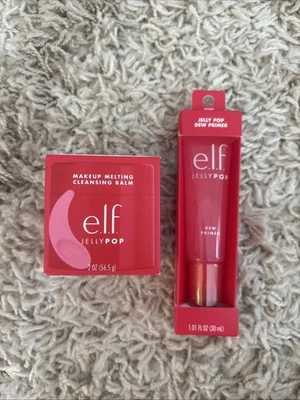 MAKEUP MELTING
CLEANSING BALM
e.l.f.
JELLYPOP
2 OZ (56.5 g)
JELLY POP
DEW PRIMER
e.l.f.
JELLYPOP
DEW
PRIMER
1.01 FL OZ (30 ml)